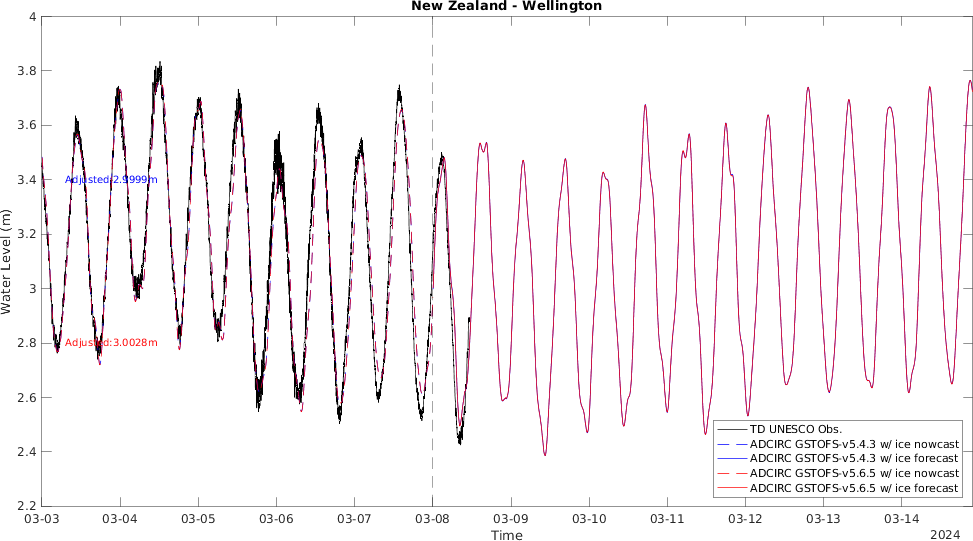 New Zealand - Wellington
4
3.8
3.6
3.4
3.2
3
2.8
2.6
2.4
2.2
Water Level (m)
Adjusted:2.9999m
Adjusted:3.0028m
TD UNESCO Obs.
ADCIRC GSTOFS-v5.4.3 w/ ice nowcast
ADCIRC GSTOFS-v5.4.3 w/ ice forecast
ADCIRC GSTOFS-v5.6.5 w/ ice nowcast
ADCIRC GSTOFS-v5.6.5 w/ ice forecast
03-03 03-04 03-05 03-06 03-07 03-08 03-09 03-10 03-11 03-12 03-13 03-14
Time
2024